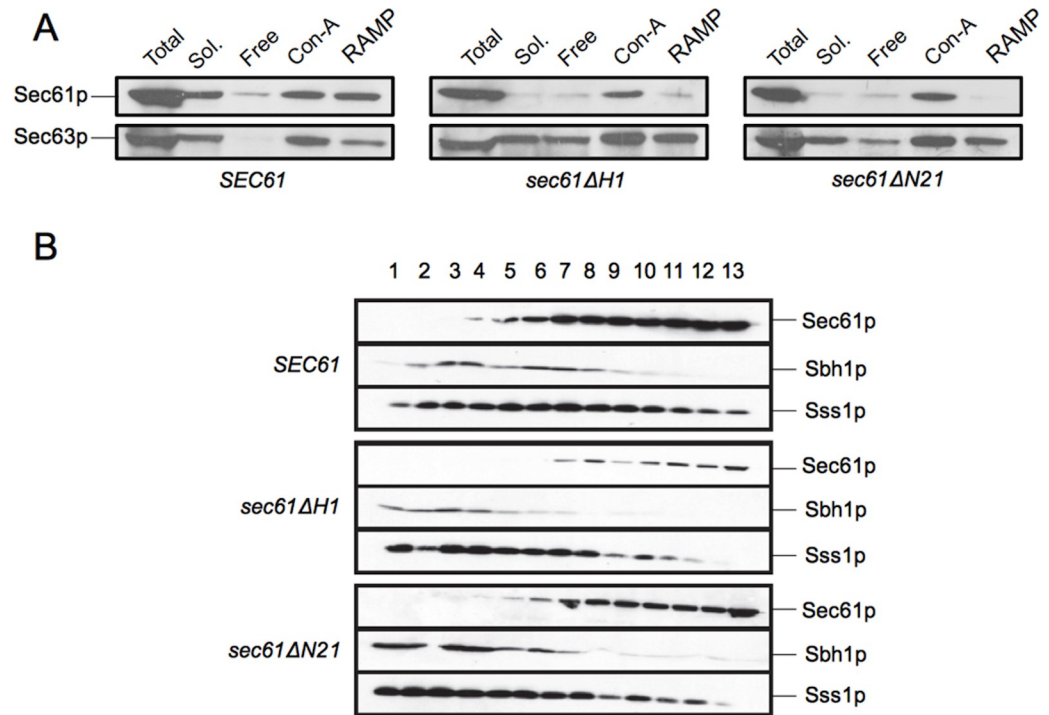 A
Total Sol. Free Con-A RAMP
Total Sol. Free Con-A RAMP
Total Sol. Free Con-A RAMP
Sec61p
Sec63p
SEC61
sec61ΔH1
sec61ΔN21
B
1 2 3 4 5 6 7 8 9 10 11 12 13
SEC61
Sec61p
Sbh1p
Sss1p
sec61ΔH1
Sec61p
Sbh1p
Sss1p
sec61ΔN21
Sec61p
Sbh1p
Sss1p